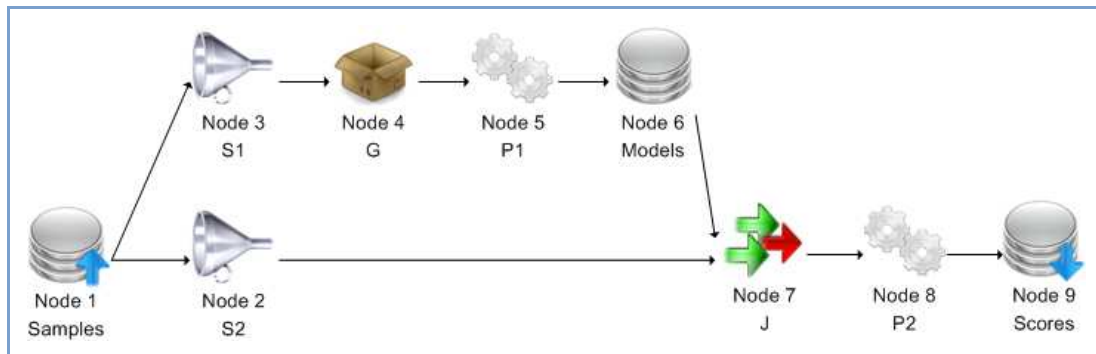 Node 3
S1
Node 4
G
Node 5
P1
Node 6
Models
Node 1
Samples
Node 2
S2
Node 7
J
Node 8
P2
Node 9
Scores